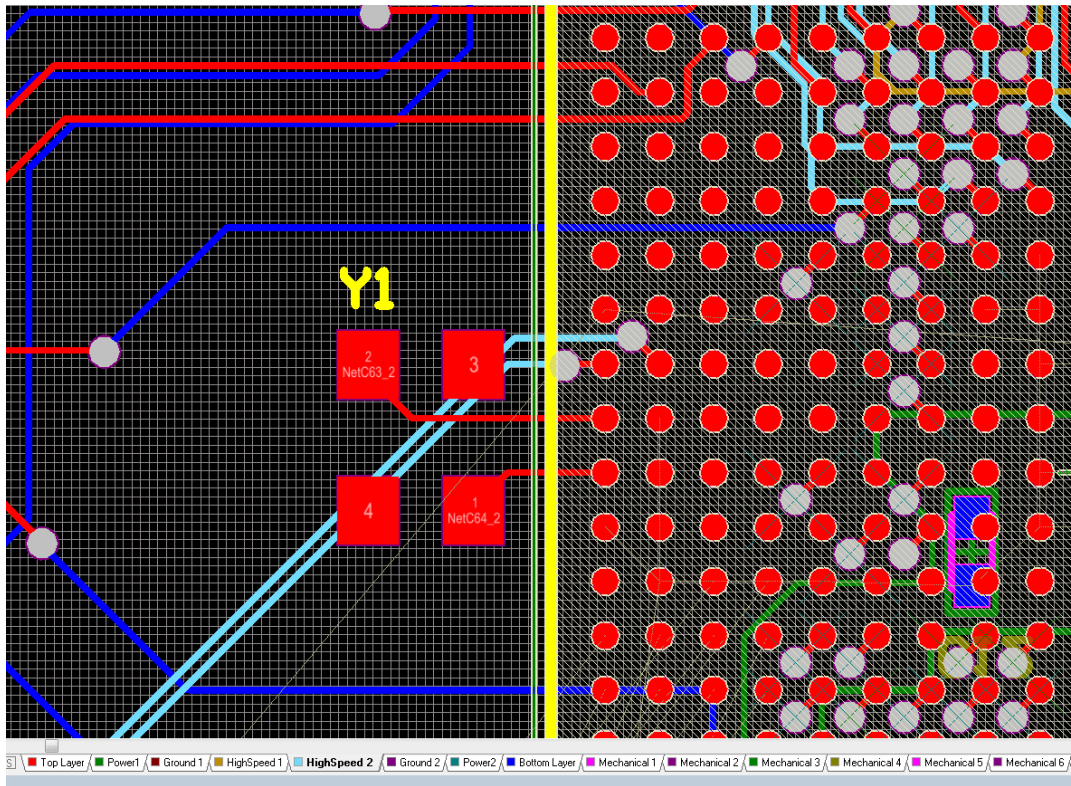 Y1
2
NetC63_2
3
4
1
NetC64_2
S Top Layer Power1 Ground 1 HighSpeed 1 HighSpeed 2 Ground 2 Power2 Bottom Layer Mechanical 1 Mechanical 2 Mechanical 3 Mechanical 4 Mechanical 5 Mechanical 6